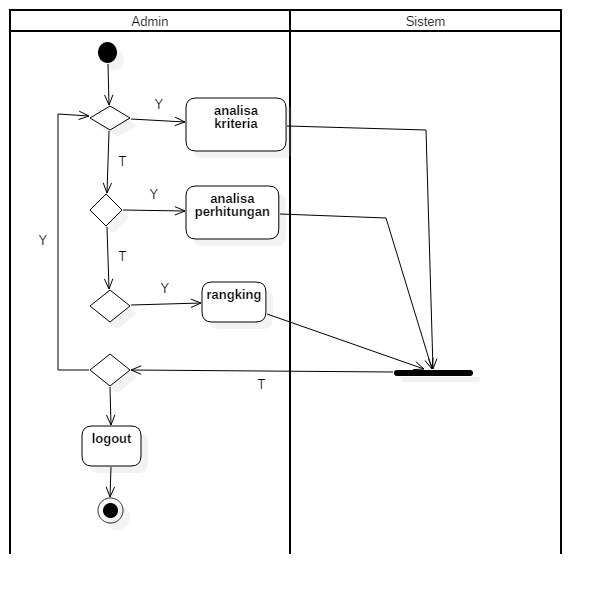 Admin
Sistem
Y
analisa
kriteria
T
Y
analisa
perhitungan
Y
T
Y
rangking
T
logout